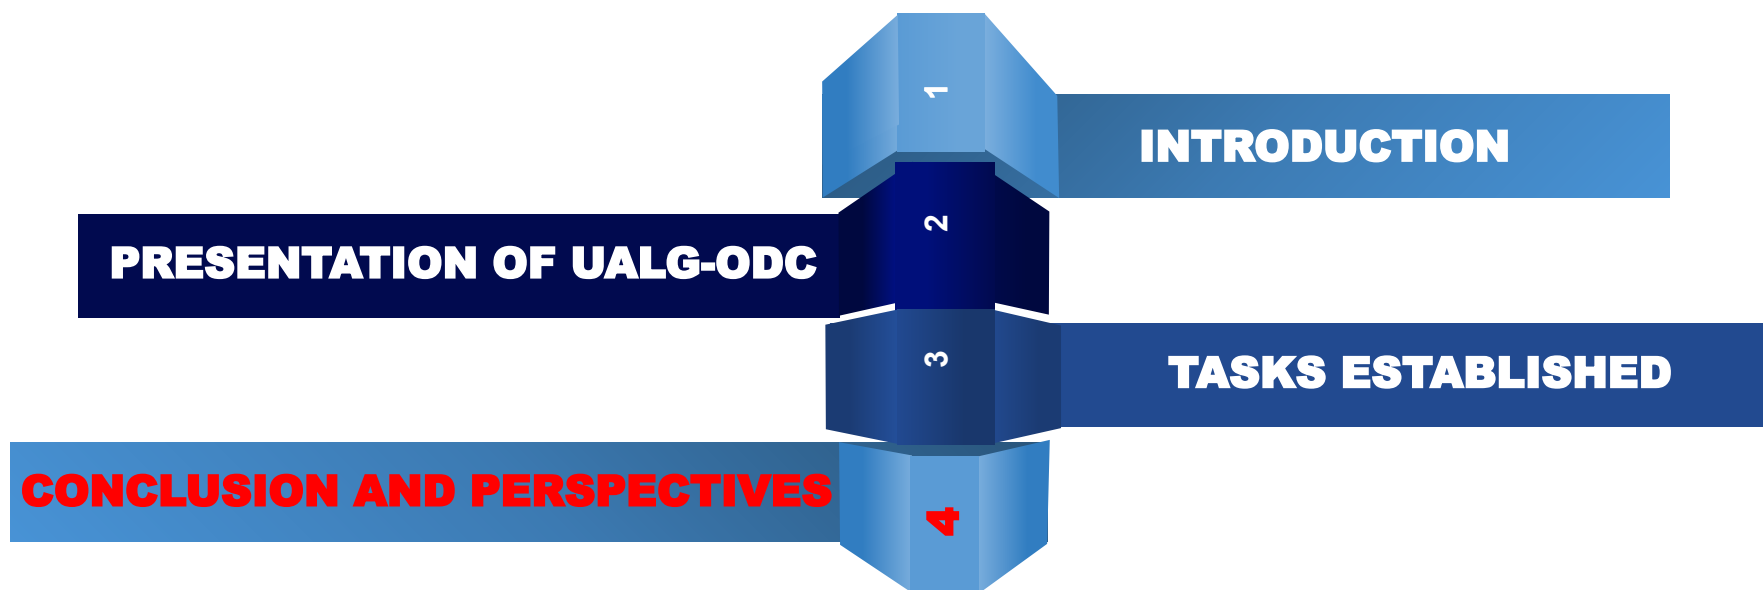 1
INTRODUCTION
2
PRESENTATION OF UALG-ODC
3
TASKS ESTABLISHED
4
CONCLUSION AND PERSPECTIVES